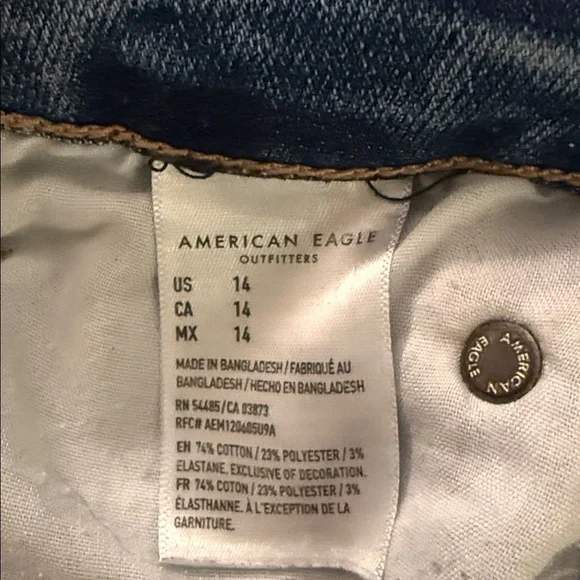 AMERICAN EAGLE
OUTFITTERS
US 14
CA 14
MX 14
MADE IN BANGLADESH / FABRIQUÉ AU
BANGLADESH / HECHO EN BANGLADESH
RN 54485 / CA 03873
RFC# AEM120605U9A
EN 74% COTTON / 23% POLYESTER / 3%
ELASTANE. EXCLUSIVE OF DECORATION.
FR 74% COTON / 23% POLYESTER / 3%
ÉLASTHANNE. À L'EXCEPTION DE LA
GARNITURE.
AMERICAN
EAGLE